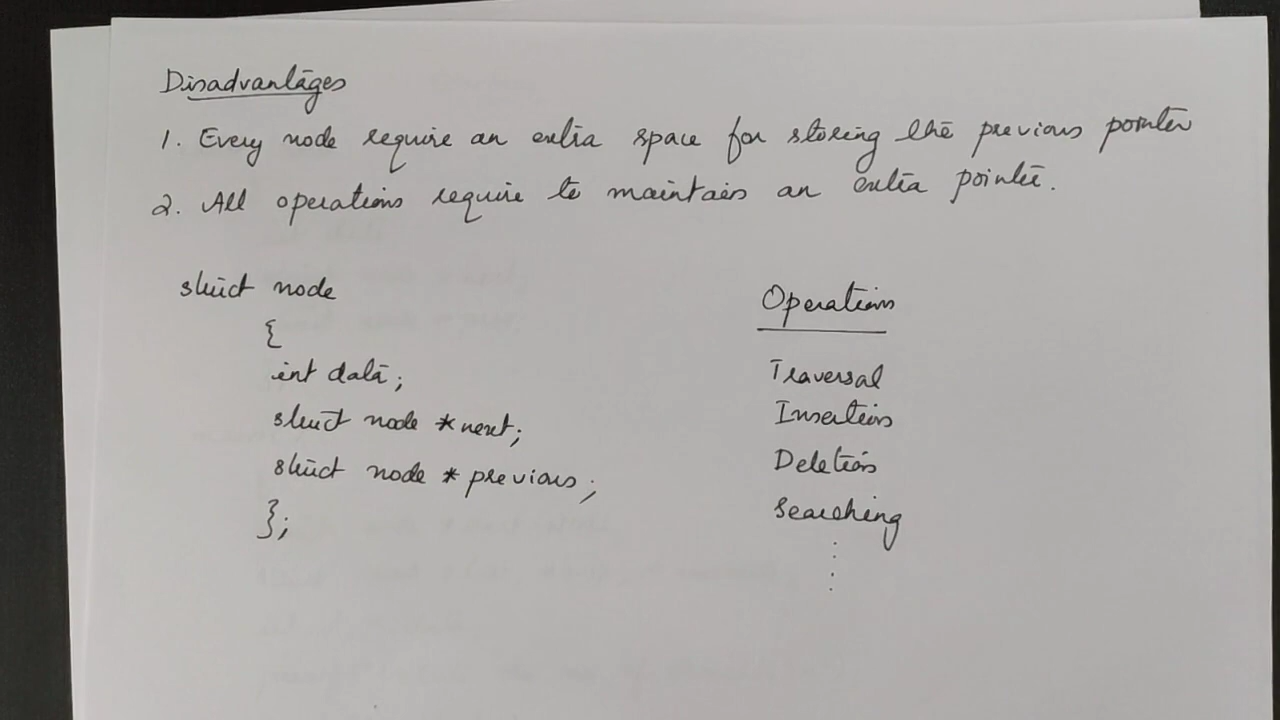 Disadvantages
1. Every node require an extra space for storing the previous pointer
2. All operations require to maintain an extra pointer.
struct node
{
int data;
struct node *next;
struct node *previous;
};
Operations
Traversal
Insertion
Deletion
Searching